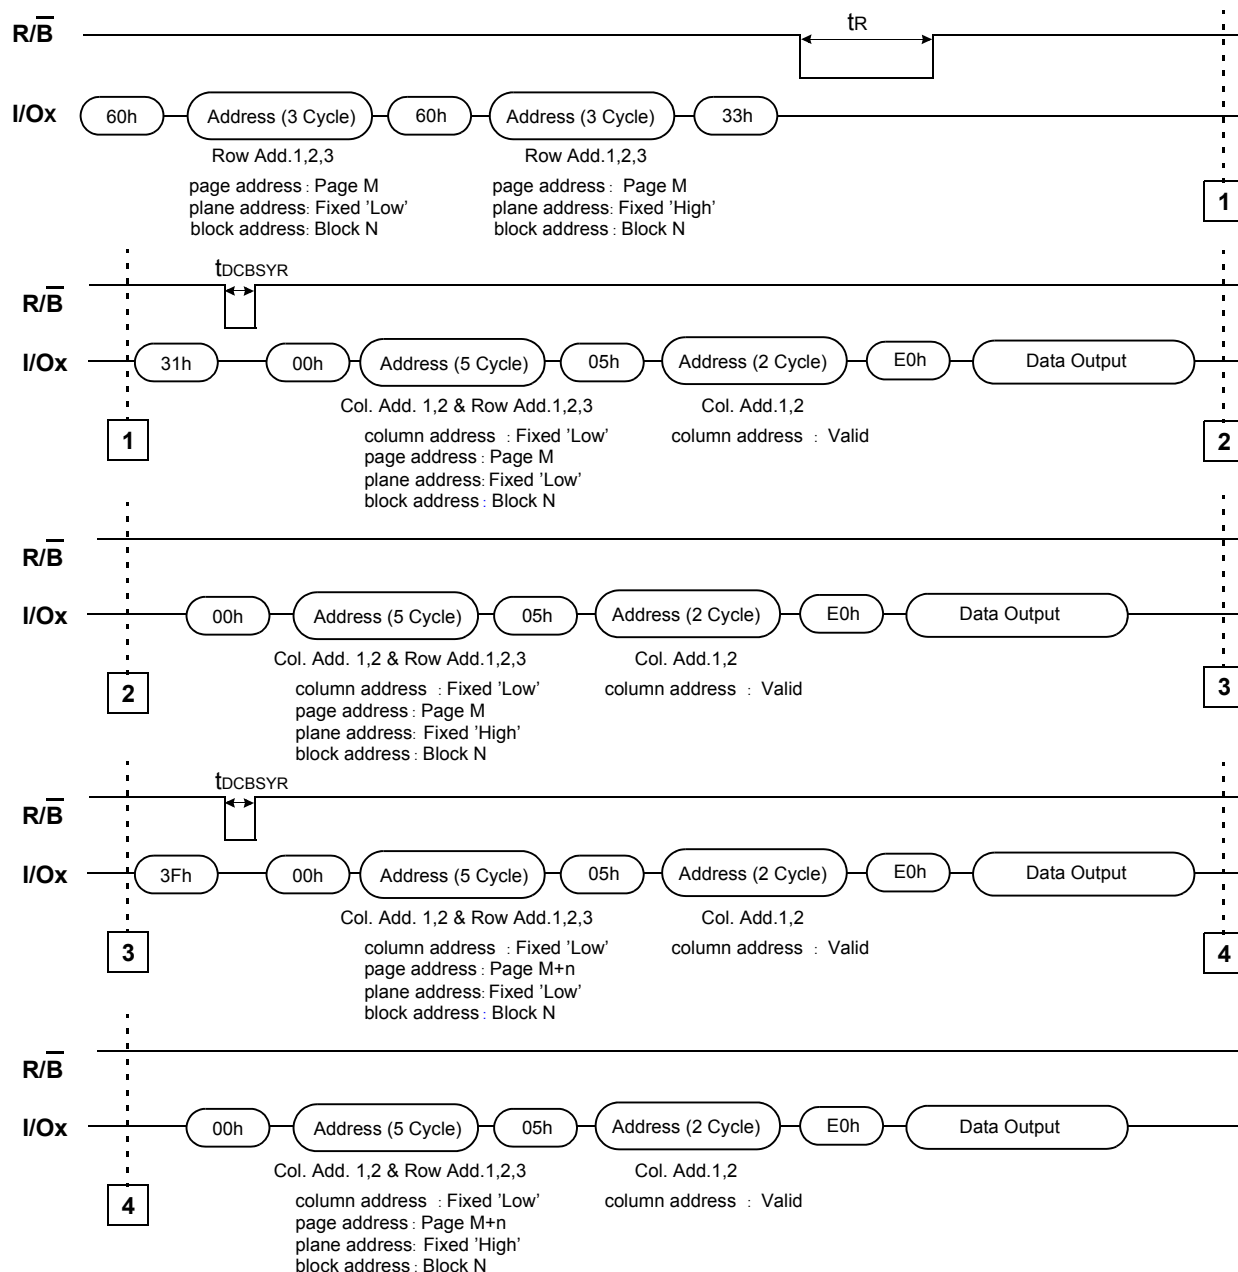 R/B tR
I/Ox 60h Address (3 Cycle) 60h Address (3 Cycle) 33h
Row Add.1,2,3 Row Add.1,2,3
page address : Page M page address : Page M
plane address: Fixed 'Low' plane address: Fixed 'High'
block address: Block N block address : Block N
1
tDCBSYR
R/B
I/Ox 31h 00h Address (5 Cycle) 05h Address (2 Cycle) E0h Data Output
Col. Add. 1,2 & Row Add.1,2,3 Col. Add.1,2
column address : Fixed 'Low' column address : Valid
page address : Page M
plane address: Fixed 'Low'
block address : Block N
1 2
R/B
I/Ox 00h Address (5 Cycle) 05h Address (2 Cycle) E0h Data Output
Col. Add. 1,2 & Row Add.1,2,3 Col. Add.1,2
column address : Fixed 'Low' column address : Valid
page address : Page M
plane address: Fixed 'High'
block address : Block N
2 3
tDCBSYR
R/B
I/Ox 3Fh 00h Address (5 Cycle) 05h Address (2 Cycle) E0h Data Output
Col. Add. 1,2 & Row Add.1,2,3 Col. Add.1,2
column address : Fixed 'Low' column address : Valid
page address : Page M+n
plane address: Fixed 'Low'
block address : Block N
3 4
R/B
I/Ox 00h Address (5 Cycle) 05h Address (2 Cycle) E0h Data Output
Col. Add. 1,2 & Row Add.1,2,3 Col. Add.1,2
column address : Fixed 'Low' column address : Valid
page address : Page M+n
plane address: Fixed 'High'
block address : Block N
4